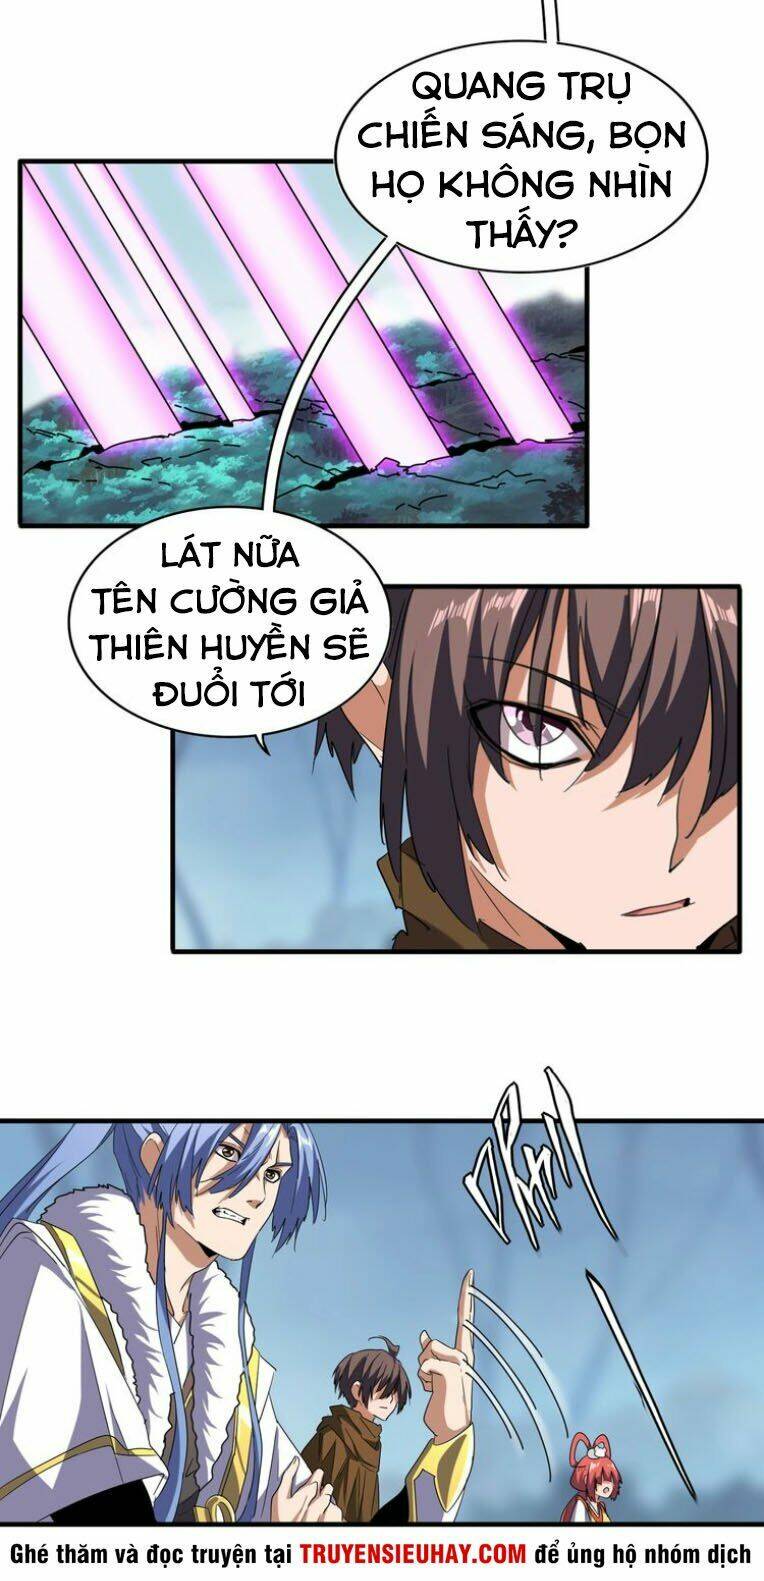 QUANG TRỤ
CHIẾN SÁNG, BỌN
HỌ KHÔNG NHÌN
THẤY?
LÁT NỮA
TÊN CƯỜNG GIẢ
THIÊN HUYỀN SẼ
ĐUỔI TỚI
Ghé thăm và đọc truyện tại TRUYENSIEUHAY.COM để ủng hộ nhóm dịch